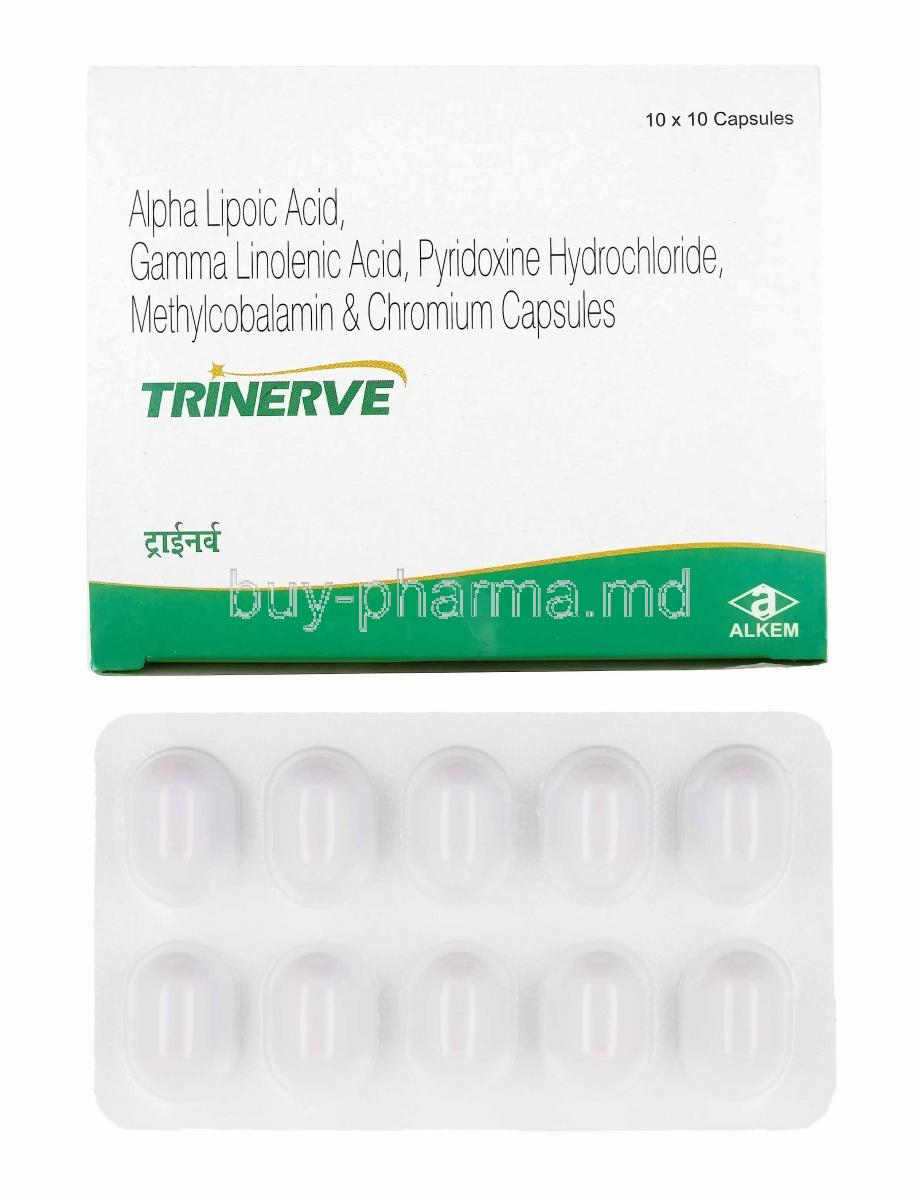 10 x 10 Capsules
Alpha Lipoic Acid,
Gamma Linolenic Acid, Pyridoxine Hydrochloride,
Methylcobalamin & Chromium Capsules
TRINERVE
ट्राईनर्व
buy-pharma.md
a
ALKEM